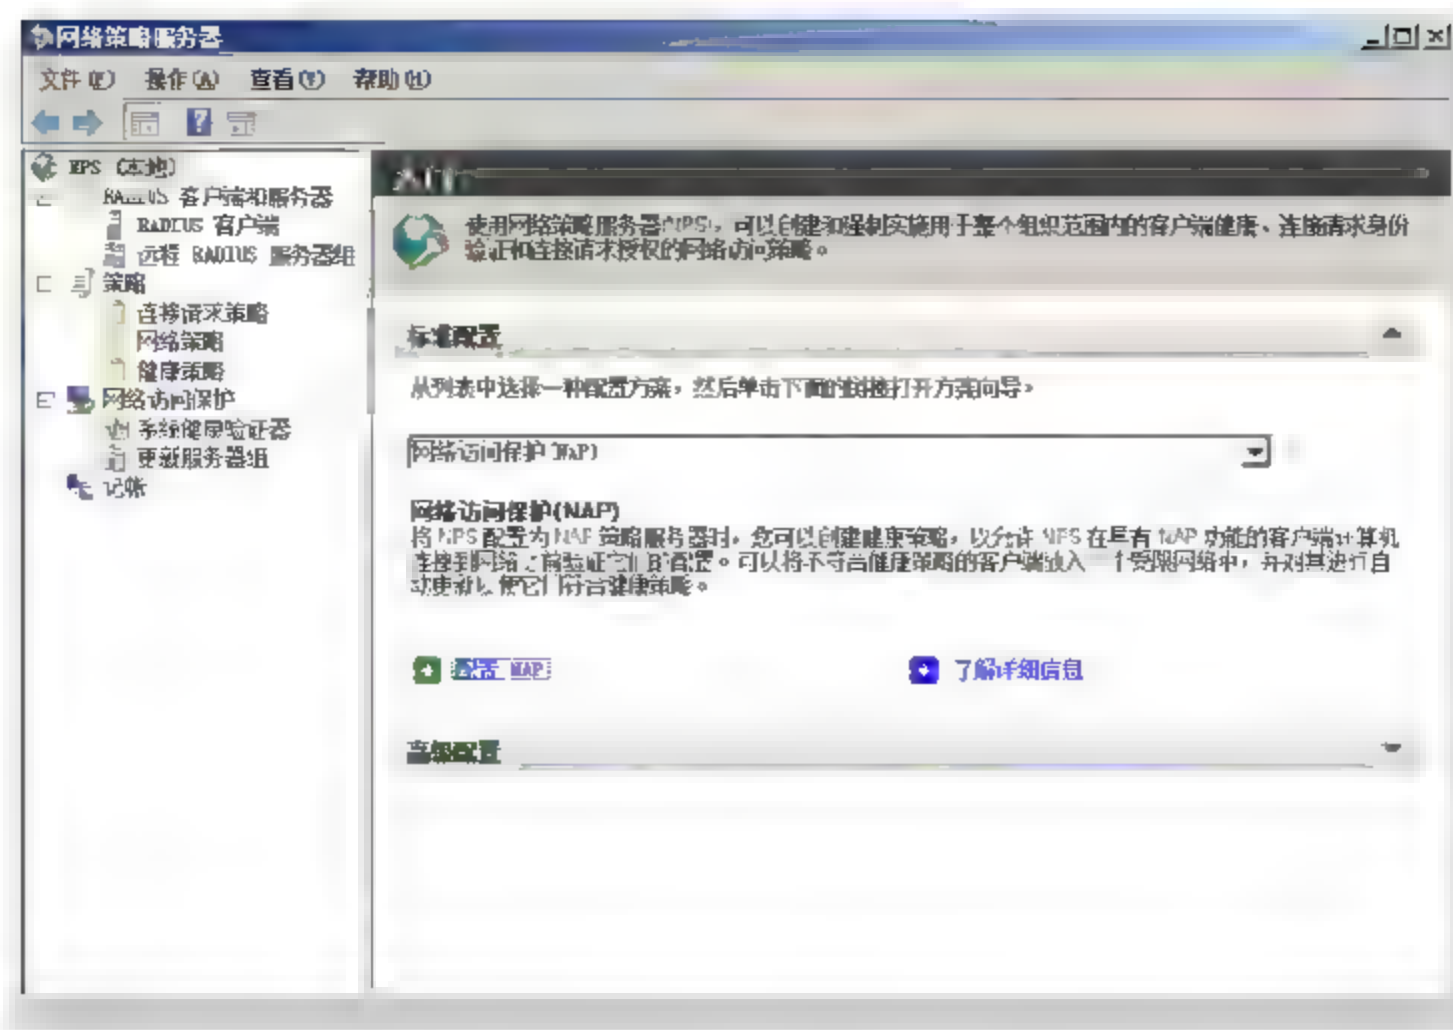 网络策略服务器
文件(F) 操作(A) 查看(V) 帮助(H)
NPS (本地)
RADIUS 客户端和服务器
RADIUS 客户端
远程 RADIUS 服务器组
策略
连接请求策略
网络策略
健康策略
网络访问保护
系统健康验证器
更新服务器组
记帐
使用网络策略服务器(NPS),可以创建和强制实施用于整个组织范围内的客户端健康、连接请求身份
验证和连接请求授权的网络访问策略。
标准配置
从列表中选择一种配置方案,然后单击下面的链接打开方案向导。
网络访问保护(NAP)
网络访问保护(NAP)
将 NPS 配置为 NAP 策略服务器时,您可以创建健康策略,以允许 NPS 在具有 NAP 功能的客户端计算机
连接到网络之前验证它们的配置。可以将不符合健康策略的客户端放入一个受限网络中,并对其进行自
动更新以使它们符合健康策略。
配置 NAP
了解详细信息
高级配置